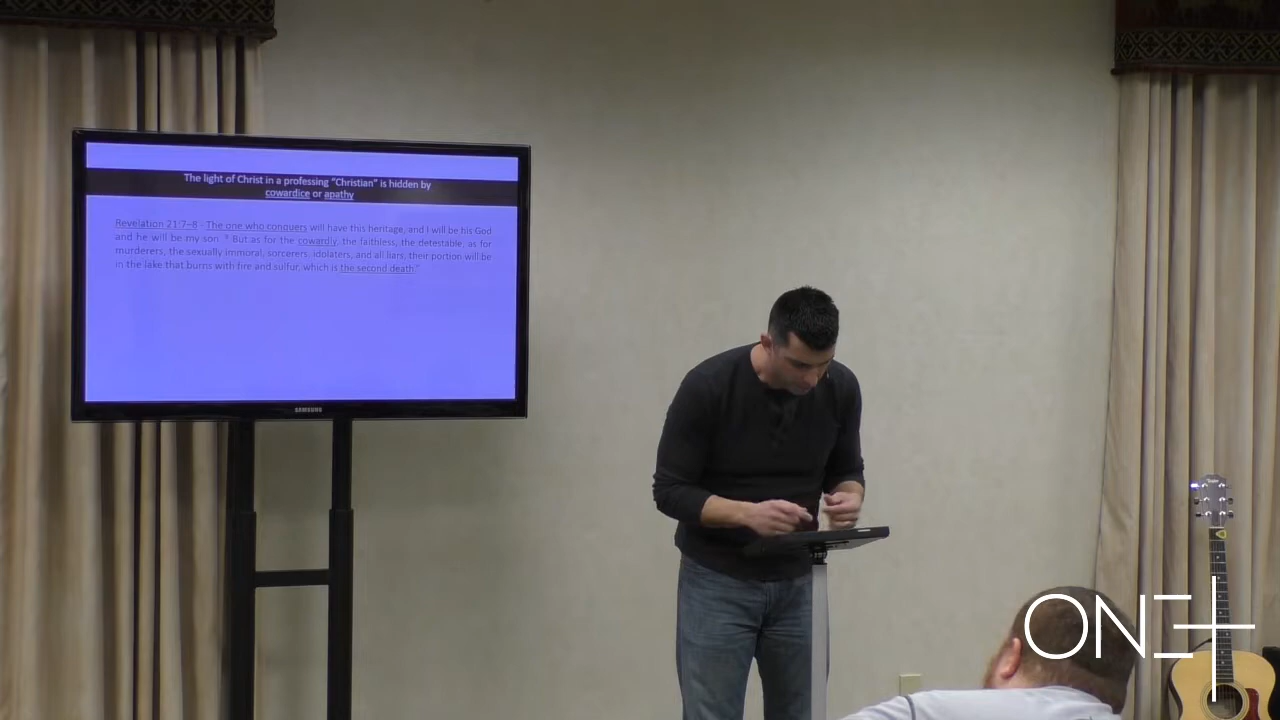 The light of Christ in a professing "Christian" is hidden by
cowardice or apathy
Revelation 21:7-8 - The one who conquers will have this heritage, and I will be his God
and he will be my son. 8 But as for the cowardly, the faithless, the detestable, as for
murderers, the sexually immoral, sorcerers, idolaters, and all liars, their portion will be
in the lake that burns with fire and sulfur, which is the second death."
SAMSUNG
ONE